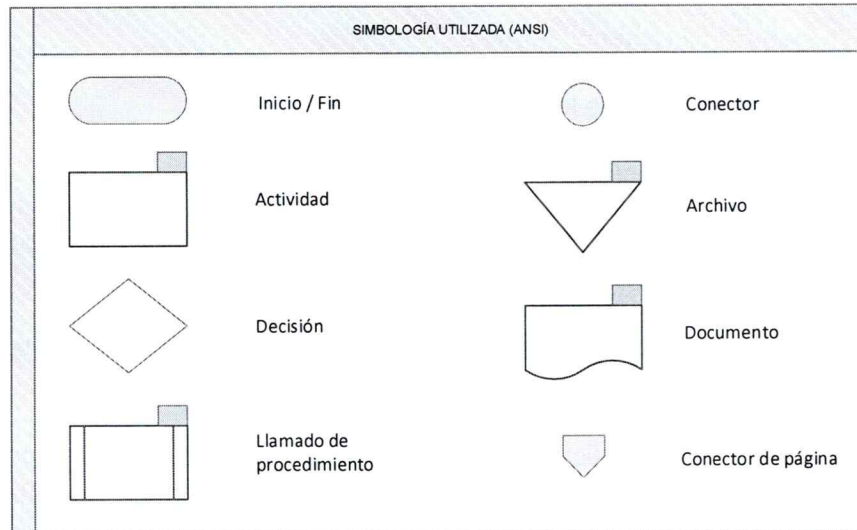 SIMBOLOGÍA UTILIZADA (ANSI)
Inicio / Fin
Conector
Actividad
Archivo
Decisión
Documento
Llamado de
procedimiento
Conector de página